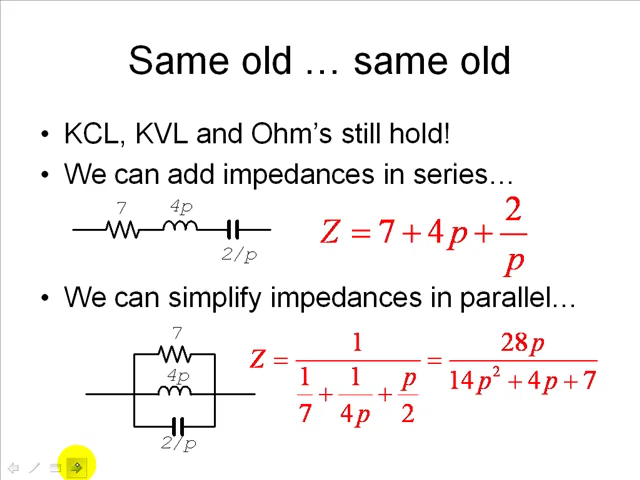 Same old … same old
• KCL, KVL and Ohm's still hold!
• We can add impedances in series…
7 4p 2/p
Z = 7 + 4p + 2/p
• We can simplify impedances in parallel…
7
4p
2/p
Z = 1/(1/7 + 1/4p + p/2) = 28p/(14p² + 4p + 7)